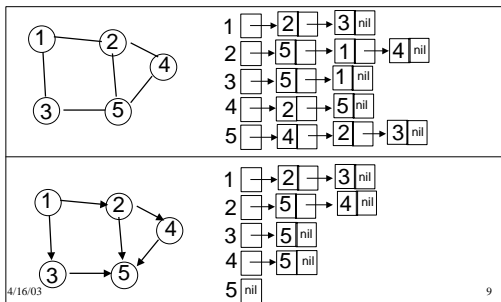 1 2 4 3 5
1 2 3 nil
2 5 1 4 nil
3 5 1 nil
4 2 5 nil
5 4 2 3 nil
1 2 4 3 5
1 2 3 nil
2 5 4 nil
3 5 nil
4 5 nil
5 nil
4/16/03 9